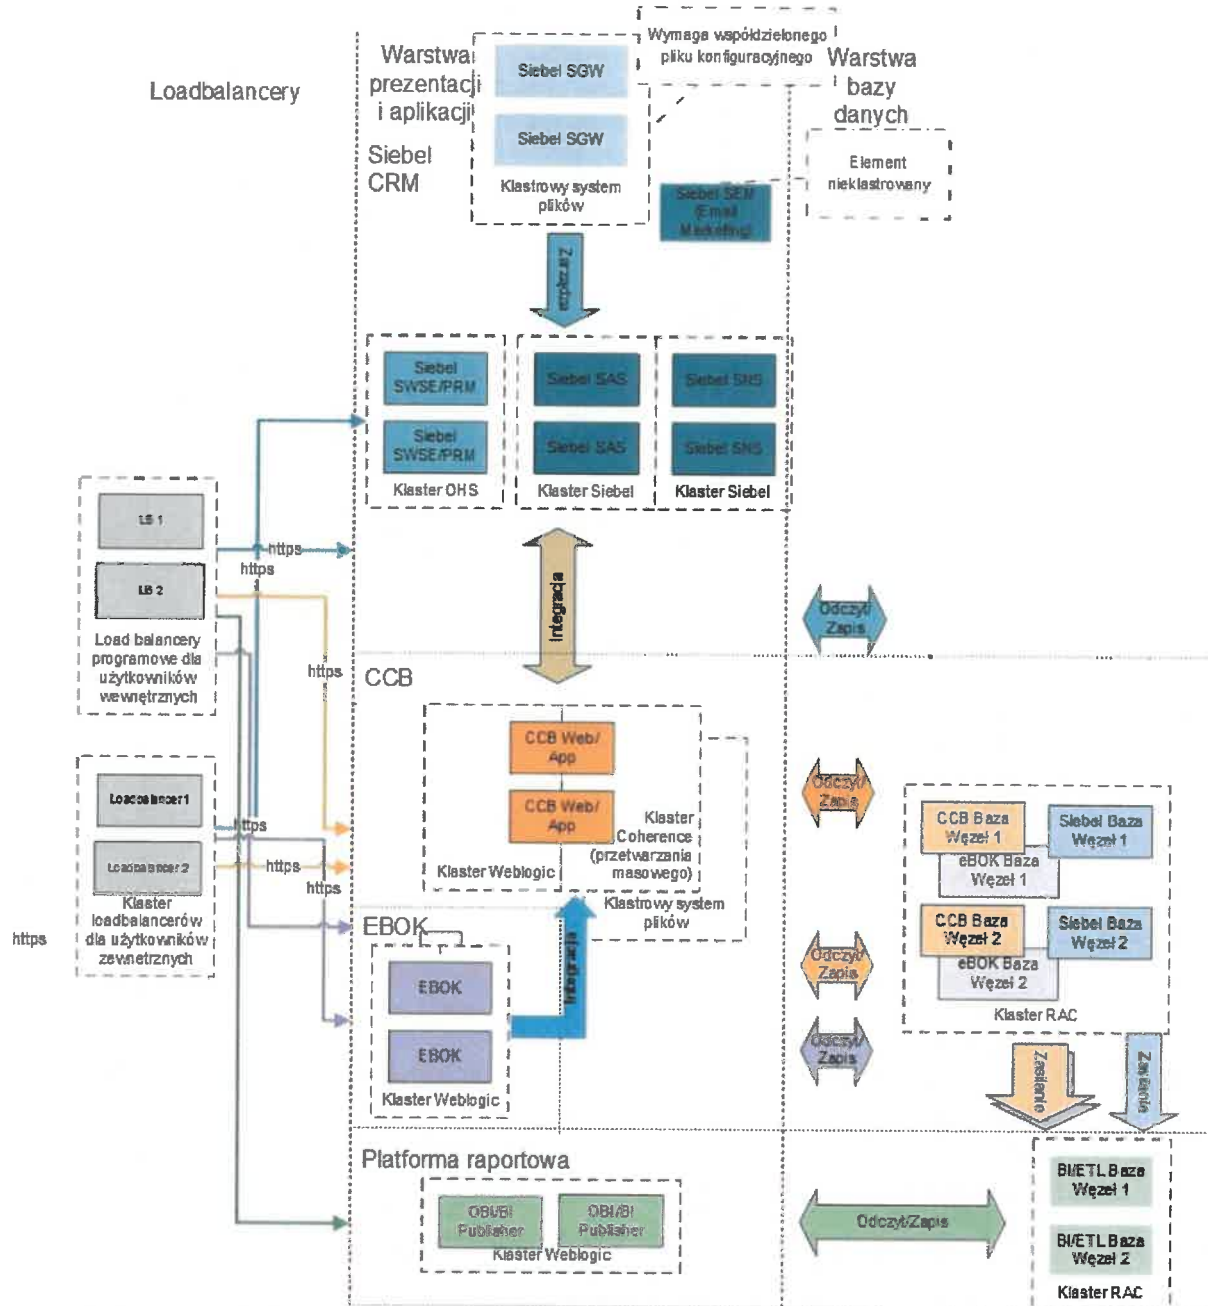 Loadbalancery
Warstwa
prezentacji
i aplikacji
Siebel
CRM
Siebel SGW
Siebel SGW
Klastrowy system
plików
Wymaga współdzielonego
pliku konfiguracyjnego
Warstwa
bazy
danych
Element
nieklastrowany
Siebel SEM
(Email
Marketing)
Zarządza
Siebel
SWSE/PRM
Siebel
SWSE/PRM
Klaster OHS
Siebel SAS
Siebel SAS
Klaster Siebel
Siebel SNS
Siebel SNS
Klaster Siebel
LB 1
LB 2
Load balancery
programowe dla
użytkowników
wewnętrznych
https
https
https
Integracja
Odczyt/
Zapis
CCB
CCB Web/
App
CCB Web/
App
Klaster Weblogic
Klaster
Coherence
(przetwarzania
masowego)
Klastrowy system
plików
Loadbalancer 1
Loadbalancer 2
Klaster
loadbalancerów
dla użytkowników
zewnetrznych
https
https
https
https
Odczyt/
Zapis
CCB Baza
Węzeł 1
Siebel Baza
Węzeł 1
eBOK Baza
Węzeł 1
CCB Baza
Węzeł 2
Siebel Baza
Węzeł 2
eBOK Baza
Węzeł 2
Klaster RAC
EBOK
EBOK
EBOK
Klaster Weblogic
Integracja
Odczyt/
Zapis
Odczyt/
Zapis
Zasilanie
Zasilanie
Platforma raportowa
OBI/BI
Publisher
OBI/BI
Publisher
Klaster Weblogic
Odczyt/Zapis
BI/ETL Baza
Węzeł 1
BI/ETL Baza
Węzeł 2
Klaster RAC